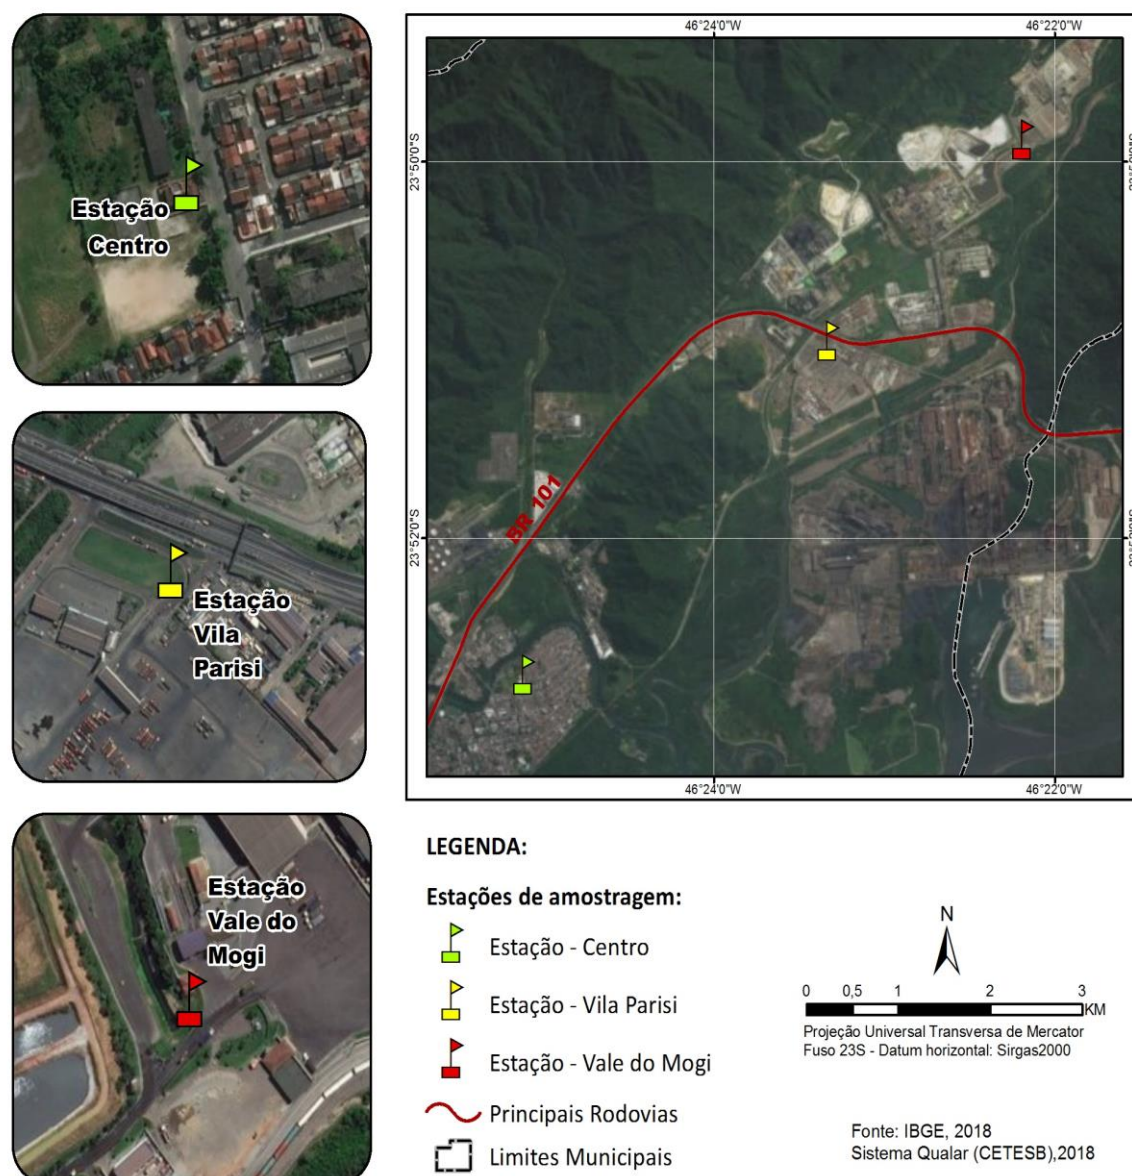 Estação
Centro
Estação
Vila
Parisi
Estação
Vale do
Mogi
46°24'0"W
46°22'0"W
23°50'0"S
23°52'0"S
BR 101
46°24'0"W
46°22'0"W
LEGENDA:
Estações de amostragem:
Estação - Centro
Estação - Vila Parisi
Estação - Vale do Mogi
Principais Rodovias
Limites Municipais
N
0 0,5 1 2 3
KM
Projeção Universal Transversa de Mercator
Fuso 23S - Datum horizontal: Sirgas2000
Fonte: IBGE, 2018
Sistema Qualar (CETESB),2018